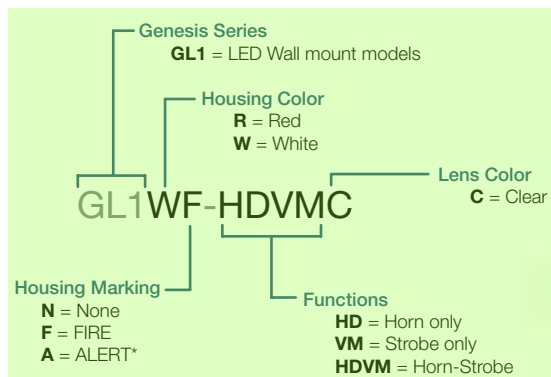 Genesis Series
GL1 = LED Wall mount models
Housing Color
R = Red
W = White
Lens Color
C = Clear
GL1WF-HDVMC
Housing Marking
N = None
F = FIRE
A = ALERT*
Functions
HD = Horn only
VM = Strobe only
HDVM = Horn-Strobe